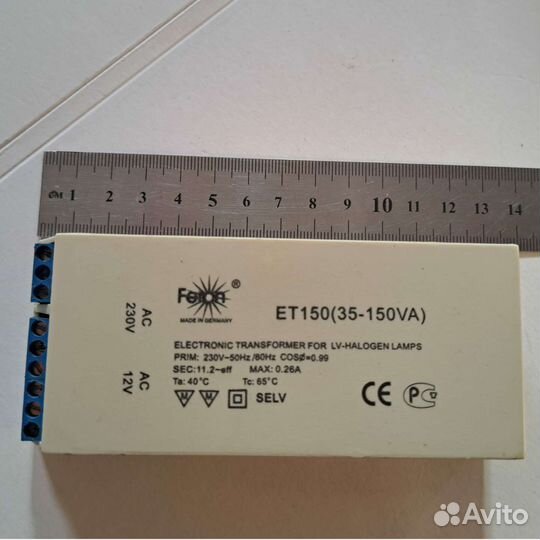 CM 1 2 3 4 5 6 7 8 9 10 11 12 13 14
Feron ®
MADE IN GERMANY
ET150(35-150VA)
AC
230V
AC
12V
ELECTRONIC TRANSFORMER FOR LV-HALOGEN LAMPS
PRIM: 230V~50Hz/60Hz COSØ=0.99
SEC:11.2~eff MAX: 0.26A
Ta: 40°C Tc: 65°C
M M SELV
CE PC
Avito